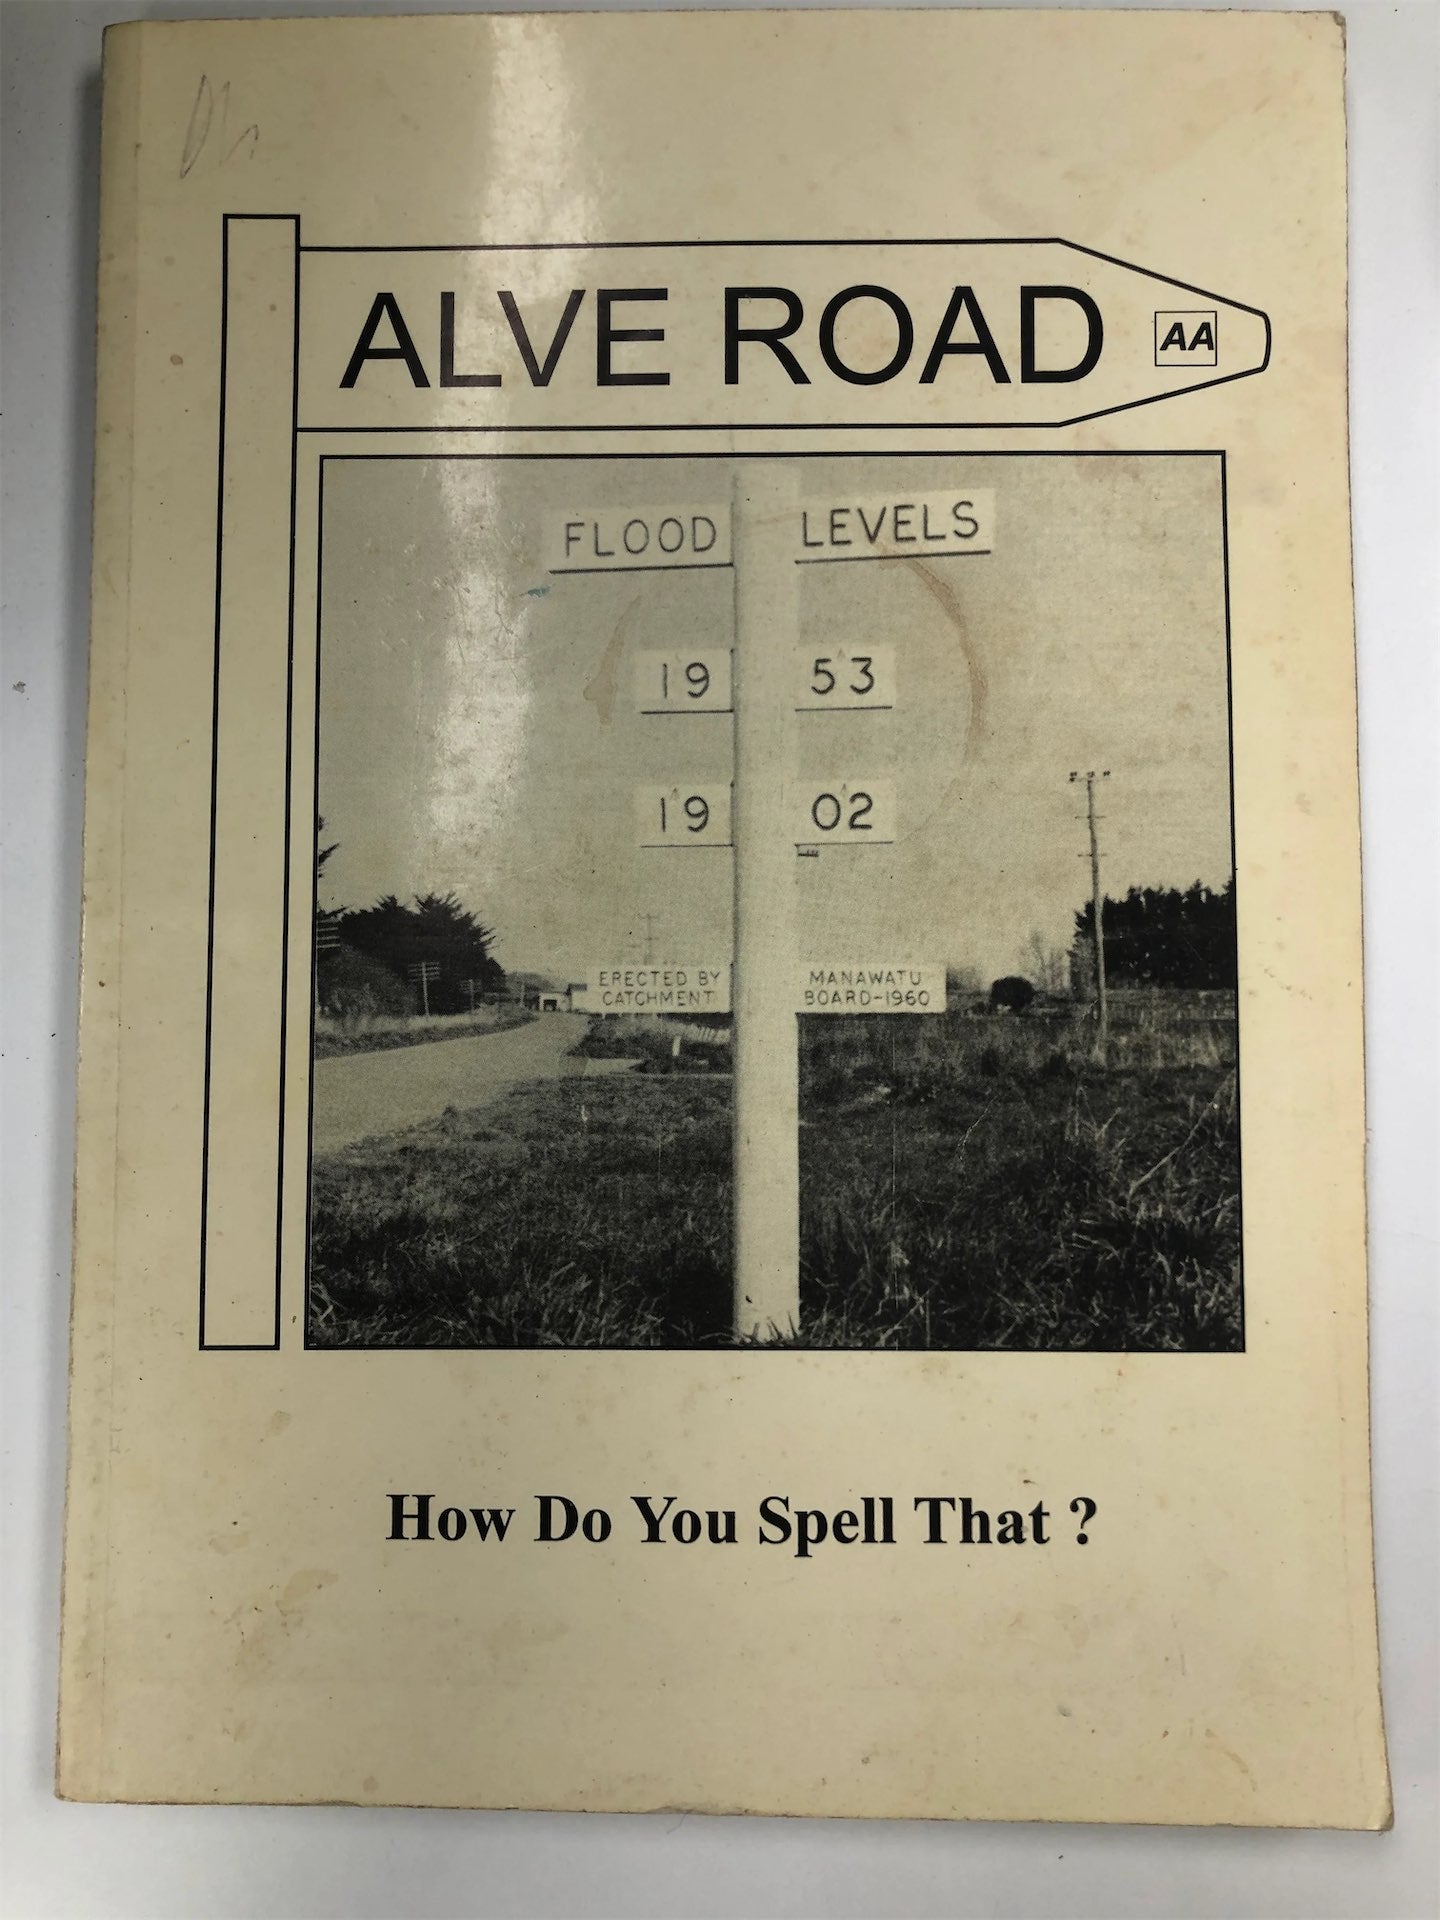 ALVE ROAD AA
FLOOD LEVELS
19 53
19 02
ERECTED BY MANAWATU
CATCHMENT BOARD-1960
How Do You Spell That ?